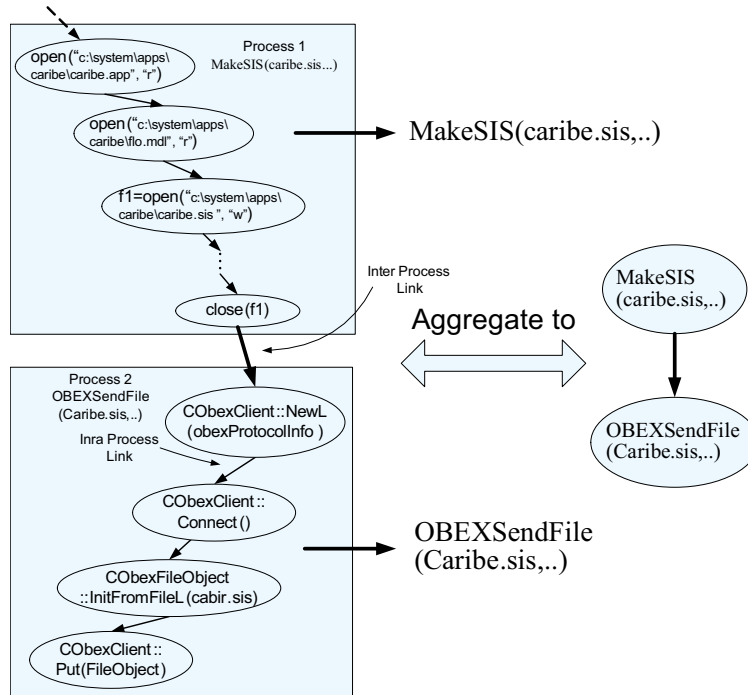 Process 1
MakeSIS(caribe.sis...)
open(“c:\system\apps\
caribe\caribe.app”, “r”)
open(“c:\system\apps\
caribe\flo.mdl”, “r”)
f1=open(“c:\system\apps\
caribe\caribe.sis ”, “w”)
close(f1)
MakeSIS(caribe.sis,..)
Inter Process
Link
Aggregate to
MakeSIS
(caribe.sis,..)
OBEXSendFile
(Caribe.sis,..)
Process 2
OBEXSendFile
(Caribe.sis,..)
Inra Process
Link
CObexClient::NewL
(obexProtocolInfo )
CObexClient::
Connect()
CObexFileObject
::InitFromFileL(cabir.sis)
CObexClient::
Put(FileObject)
OBEXSendFile
(Caribe.sis,..)